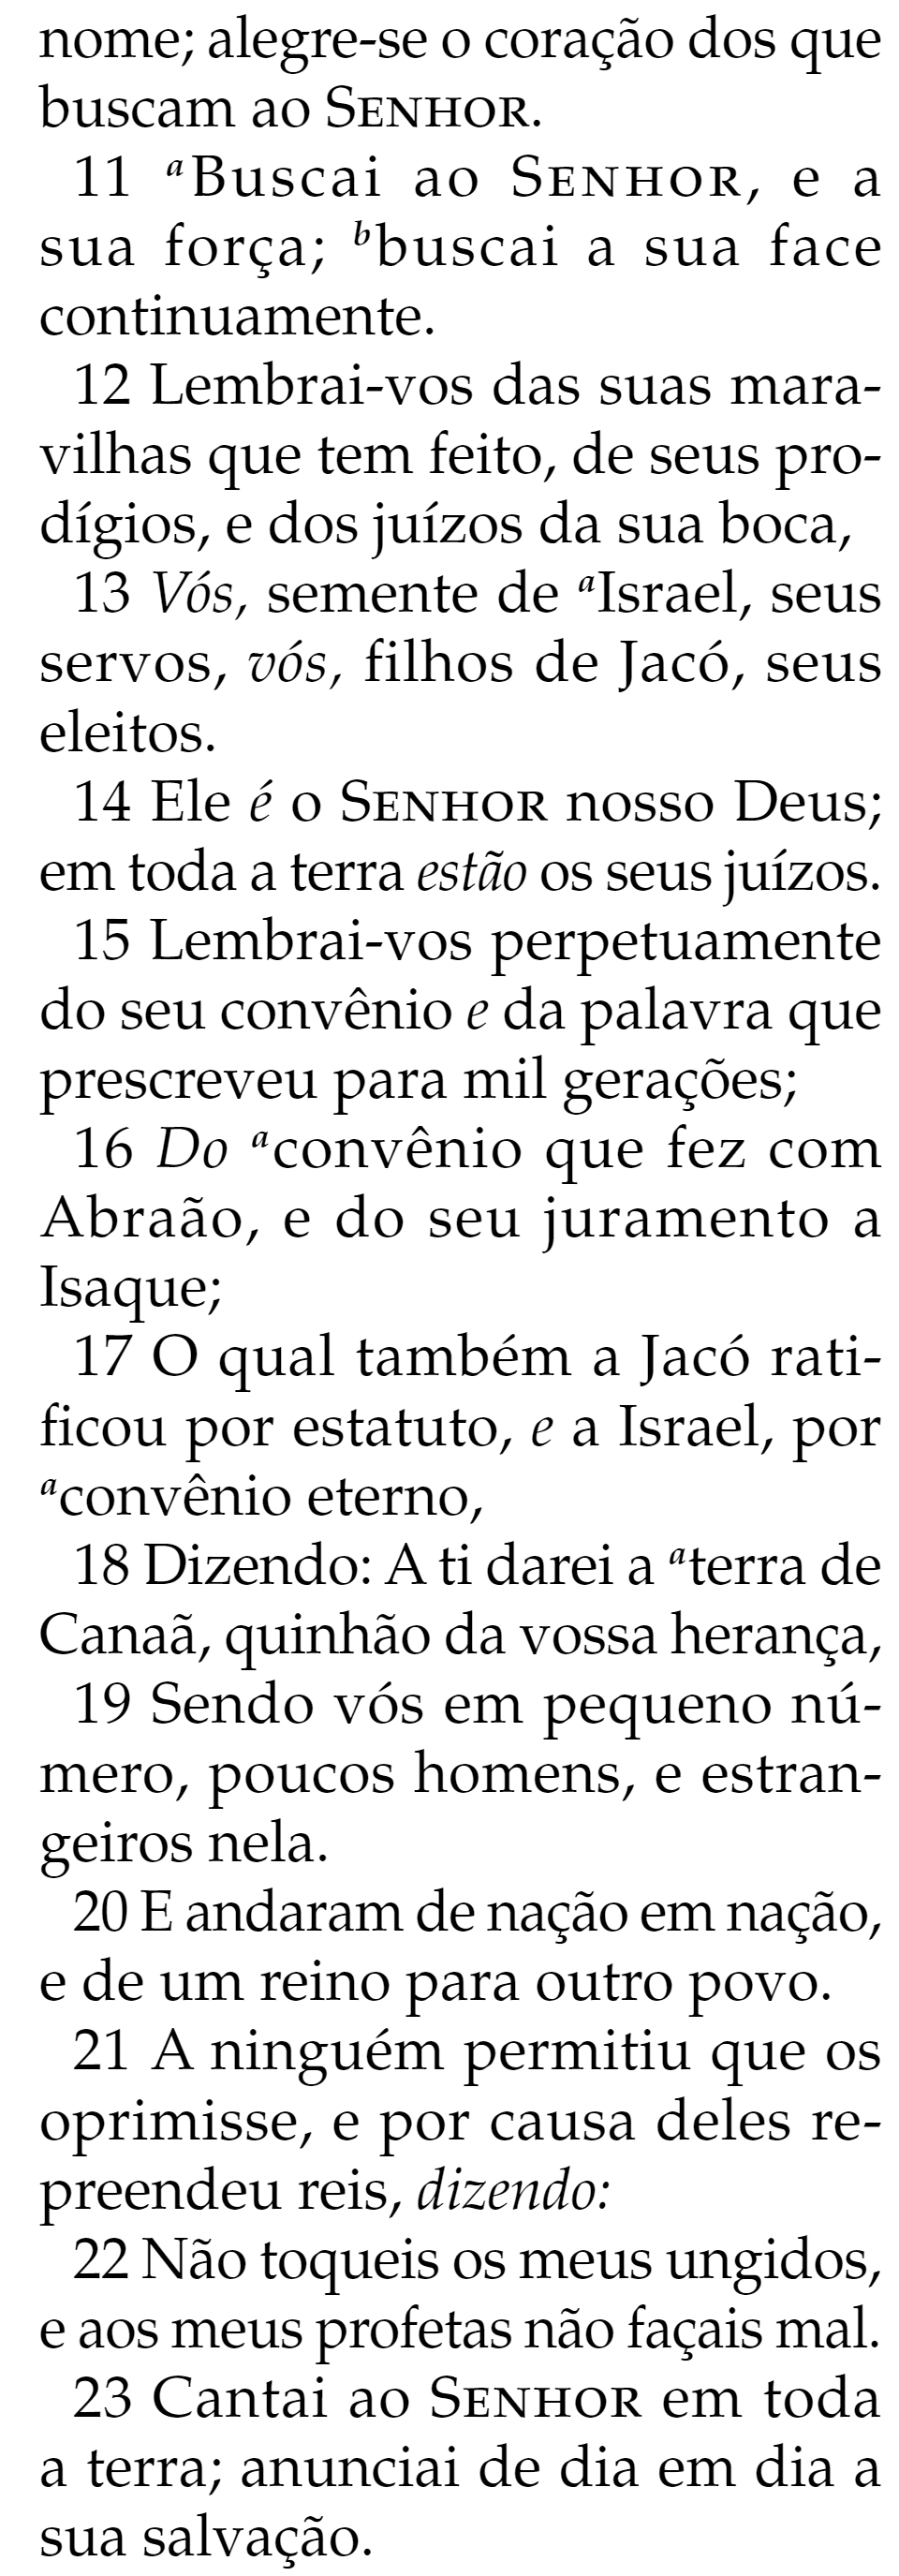 nome; alegre-se o coração dos que
buscam ao SENHOR.
11 aBuscai ao SENHOR, e a
sua força; bbuscai a sua face
continuamente.
12 Lembrai-vos das suas mara-
vilhas que tem feito, de seus pro-
dígios, e dos juízos da sua boca,
13 Vós, semente de aIsrael, seus
servos, vós, filhos de Jacó, seus
eleitos.
14 Ele é o SENHOR nosso Deus;
em toda a terra estão os seus juízos.
15 Lembrai-vos perpetuamente
do seu convênio e da palavra que
prescreveu para mil gerações;
16 Do aconvênio que fez com
Abraão, e do seu juramento a
Isaque;
17 O qual também a Jacó rati-
ficou por estatuto, e a Israel, por
aconvênio eterno,
18 Dizendo: A ti darei a aterra de
Canaã, quinhão da vossa herança,
19 Sendo vós em pequeno nú-
mero, poucos homens, e estran-
geiros nela.
20 E andaram de nação em nação,
e de um reino para outro povo.
21 A ninguém permitiu que os
oprimisse, e por causa deles re-
preendeu reis, dizendo:
22 Não toqueis os meus ungidos,
e aos meus profetas não façais mal.
23 Cantai ao SENHOR em toda
a terra; anunciai de dia em dia a
sua salvação.